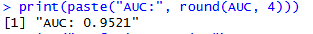 > print(paste("AUC:", round(AUC, 4)))
[1] "AUC: 0.9521"